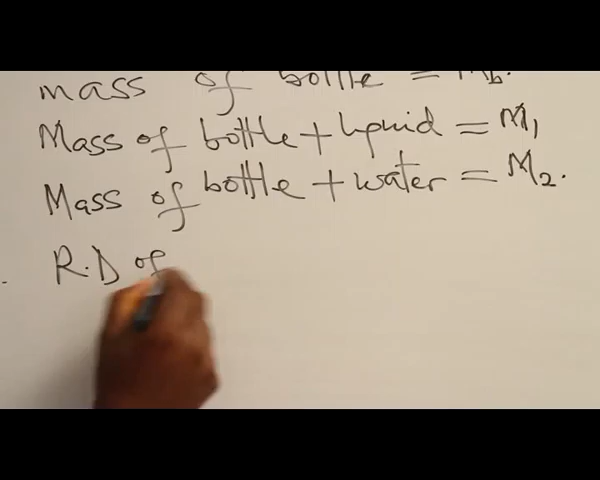 mass of bottle = Mb.
Mass of bottle + liquid = M1
Mass of bottle + water = M2.
R.D of